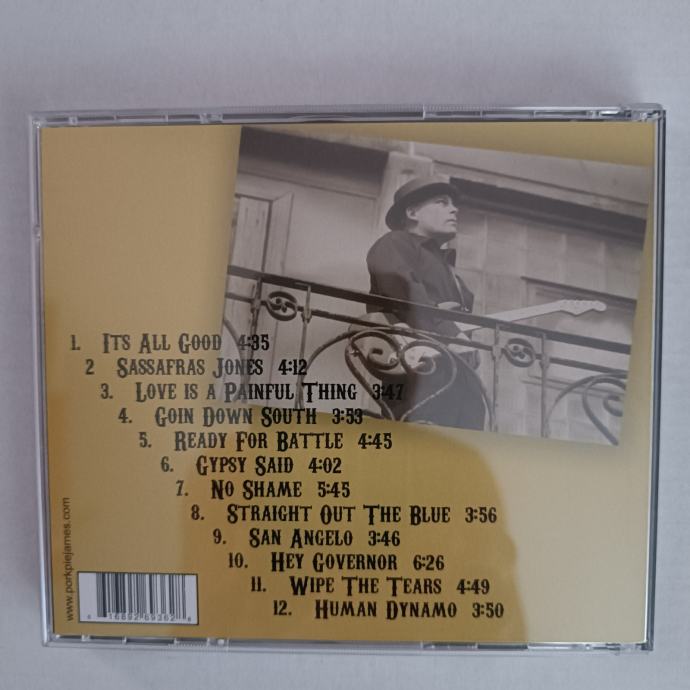 1. ITS ALL GOOD 4:35
2 SASSAFRAS JONES 4:12
3. LOVE IS A PAINFUL THING 3:47
4. GOIN DOWN SOUTH 3:53
5. READY FOR BATTLE 4:45
6. GYPSY SAID 4:02
7. NO SHAME 5:45
8. STRAIGHT OUT THE BLUE 3:56
9. SAN ANGELO 3:46
10. HEY GOVERNOR 6:26
11. WIPE THE TEARS 4:49
12. HUMAN DYNAMO 3:50
www.porkpiejames.com